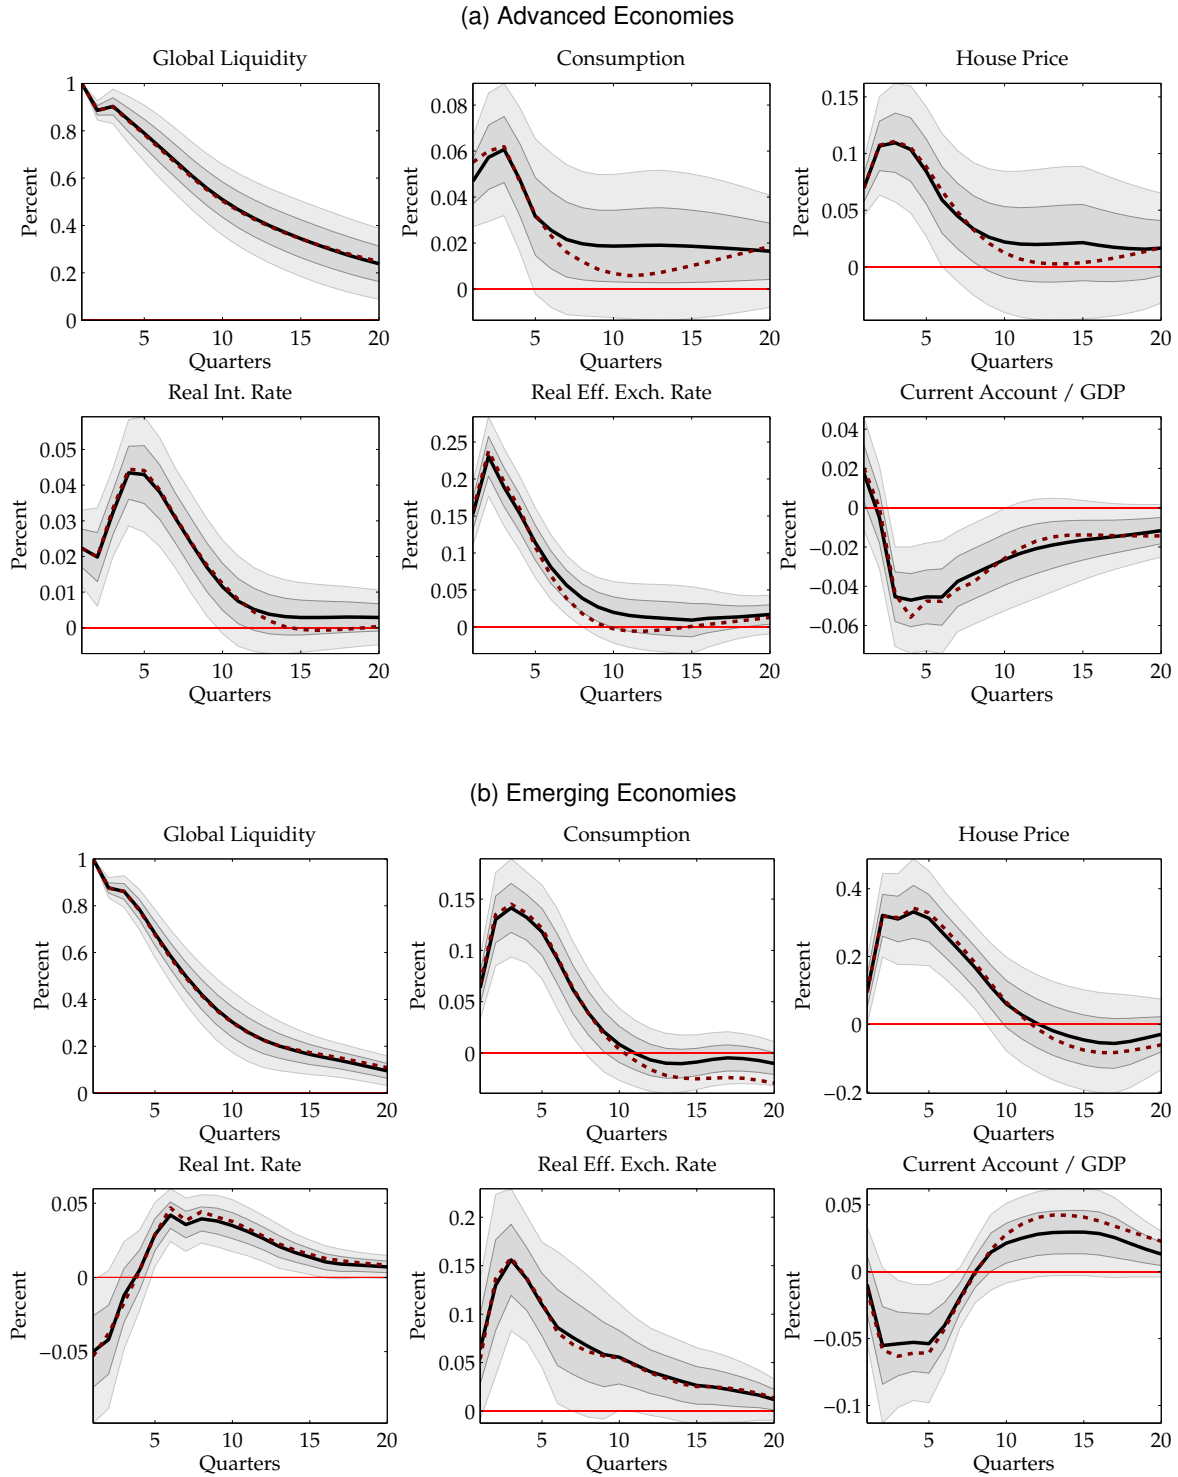 (a) Advanced Economies
Global Liquidity
Consumption
House Price
Percent
1
0.8
0.6
0.4
0.2
0
5
10
15
20
Quarters
Percent
0.08
0.06
0.04
0.02
0
5
10
15
20
Quarters
Percent
0.15
0.1
0.05
0
5
10
15
20
Quarters
Real Int. Rate
Real Eff. Exch. Rate
Current Account / GDP
Percent
0.05
0.04
0.03
0.02
0.01
0
5
10
15
20
Quarters
Percent
0.25
0.2
0.15
0.1
0.05
0
5
10
15
20
Quarters
Percent
0.04
0.02
0
−0.02
−0.04
−0.06
5
10
15
20
Quarters
(b) Emerging Economies
Global Liquidity
Consumption
House Price
Percent
1
0.8
0.6
0.4
0.2
0
5
10
15
20
Quarters
Percent
0.15
0.1
0.05
0
5
10
15
20
Quarters
Percent
0.4
0.2
0
−0.2
5
10
15
20
Quarters
Real Int. Rate
Real Eff. Exch. Rate
Current Account / GDP
Percent
0.05
0
−0.05
5
10
15
20
Quarters
Percent
0.2
0.15
0.1
0.05
0
5
10
15
20
Quarters
Percent
0.05
0
−0.05
−0.1
5
10
15
20
Quarters